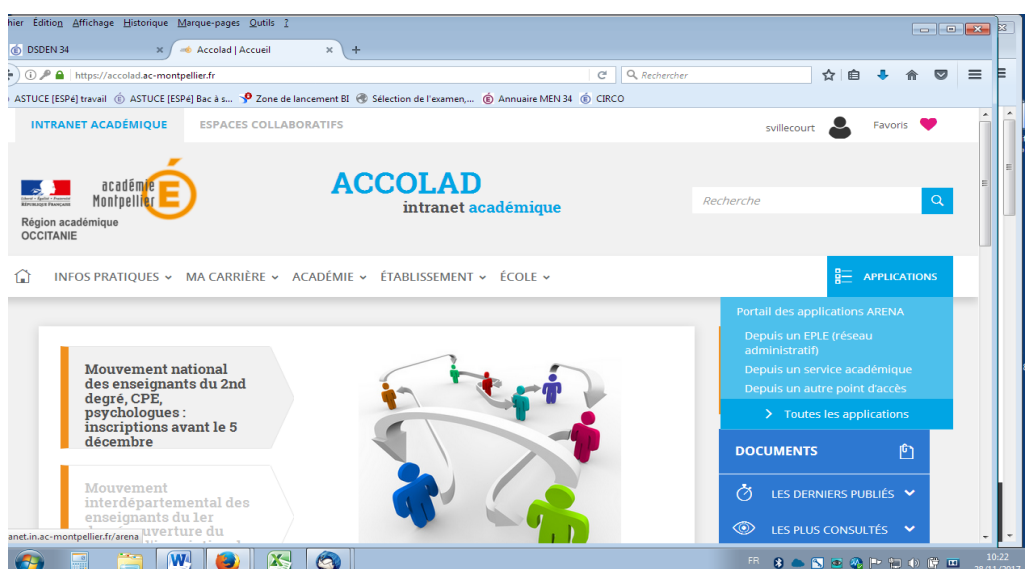 hier Édition Affichage Historique Marque-pages Outils ?
DSDEN 34
Accolad | Accueil
https://accolad.ac-montpellier.fr
Rechercher
ASTUCE [ESPé] travail
ASTUCE [ESPé] Bac à s...
Zone de lancement BI
Sélection de l'examen,...
Annuaire MEN 34
CIRCO
INTRANET ACADÉMIQUE
ESPACES COLLABORATIFS
svillecourt
Favoris
académie
Montpellier
É
RÉPUBLIQUE FRANÇAISE
Région académique
OCCITANIE
ACCOLAD
intranet académique
Recherche
INFOS PRATIQUES
MA CARRIÈRE
ACADÉMIE
ÉTABLISSEMENT
ÉCOLE
APPLICATIONS
Portail des applications ARENA
Depuis un EPLE (réseau
administratif)
Depuis un service académique
Depuis un autre point d'accès
> Toutes les applications
Mouvement national
des enseignants du 2nd
degré, CPE,
psychologues :
inscriptions avant le 5
décembre
Mouvement
interdépartemental des
enseignants du 1er
uverture du
DOCUMENTS
LES DERNIERS PUBLIÉS
LES PLUS CONSULTÉS
anet.in.ac-montpellier.fr/arena
FR
10:22
28/11/2017